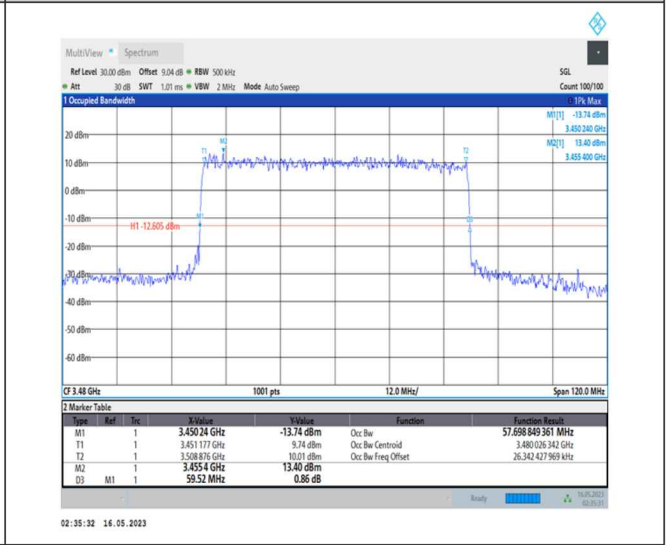 MultiView Spectrum
Ref Level 30.00 dBm Offset 9.04 dB RBW 500 kHz SGL
Att 30 dB SWT 1.01 ms VBW 2 MHz Mode Auto Sweep Count 100/100
1 Occupied Bandwidth 1Pk Max
M1[1] -13.74 dBm
3.450 240 GHz
M2[1] 13.40 dBm
3.455 400 GHz
20 dBm
10 dBm
0 dBm
-10 dBm
-20 dBm
-30 dBm
-40 dBm
-50 dBm
-60 dBm
T1
M2
T2
M1
D3
H1 -12.605 dBm
CF 3.48 GHz 1001 pts 12.0 MHz/ Span 120.0 MHz
2 Marker Table
Type Ref Trc X-Value Y-Value Function Function Result
M1 1 3.450 24 GHz -13.74 dBm Occ Bw 57.698 849 361 MHz
T1 1 3.451 177 GHz 9.74 dBm Occ Bw Centroid 3.480 026 342 GHz
T2 1 3.508 876 GHz 10.01 dBm Occ Bw Freq Offset 26.342 427 969 kHz
M2 1 3.455 4 GHz 13.40 dBm
D3 M1 1 59.52 MHz 0.86 dB
Ready 16.05.2023
02:35:31
02:35:32 16.05.2023